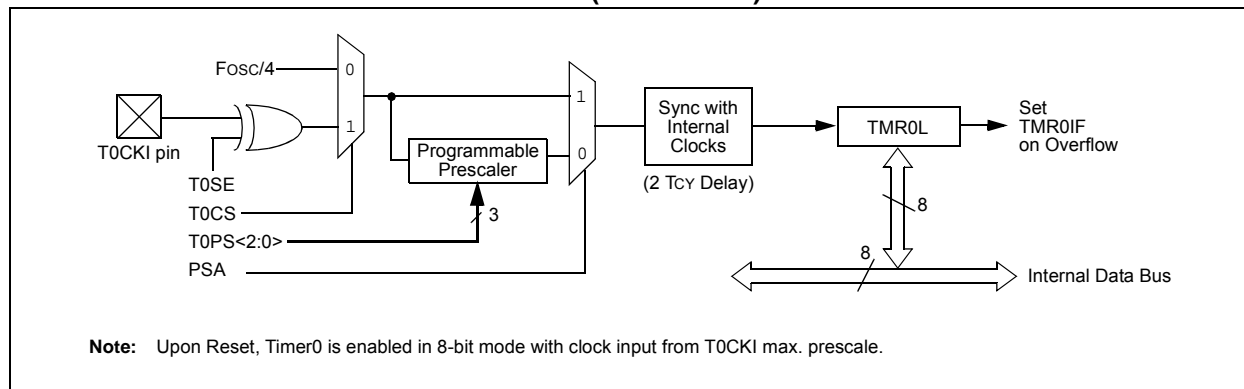 Fosc/4
0
1
T0CKI pin
T0SE
T0CS
T0PS<2:0>
PSA
Programmable
Prescaler
3
1
0
Sync with
Internal
Clocks
(2 TCY Delay)
TMR0L
Set
TMR0IF
on Overflow
8
8
Internal Data Bus
Note: Upon Reset, Timer0 is enabled in 8-bit mode with clock input from T0CKI max. prescale.